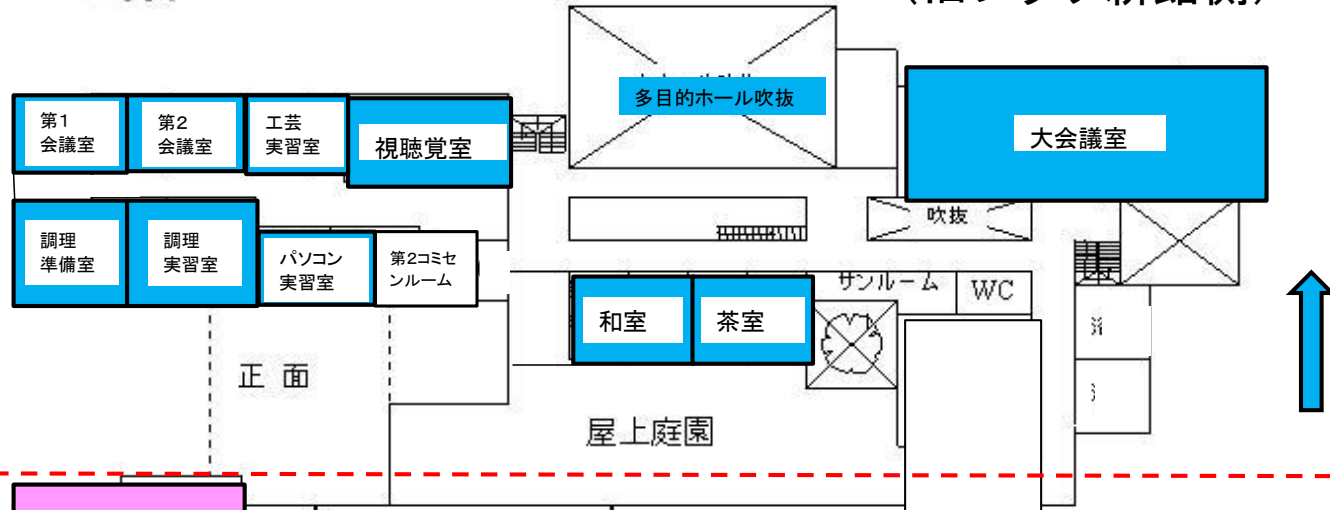 第1
会議室
第2
会議室
工芸
実習室
視聴覚室
多目的ホール吹抜
大会議室
調理
準備室
調理
実習室
パソコン
実習室
第2コミセ
ンルーム
吹抜
サンルーム
WC
和室
茶室
正面
屋上庭園